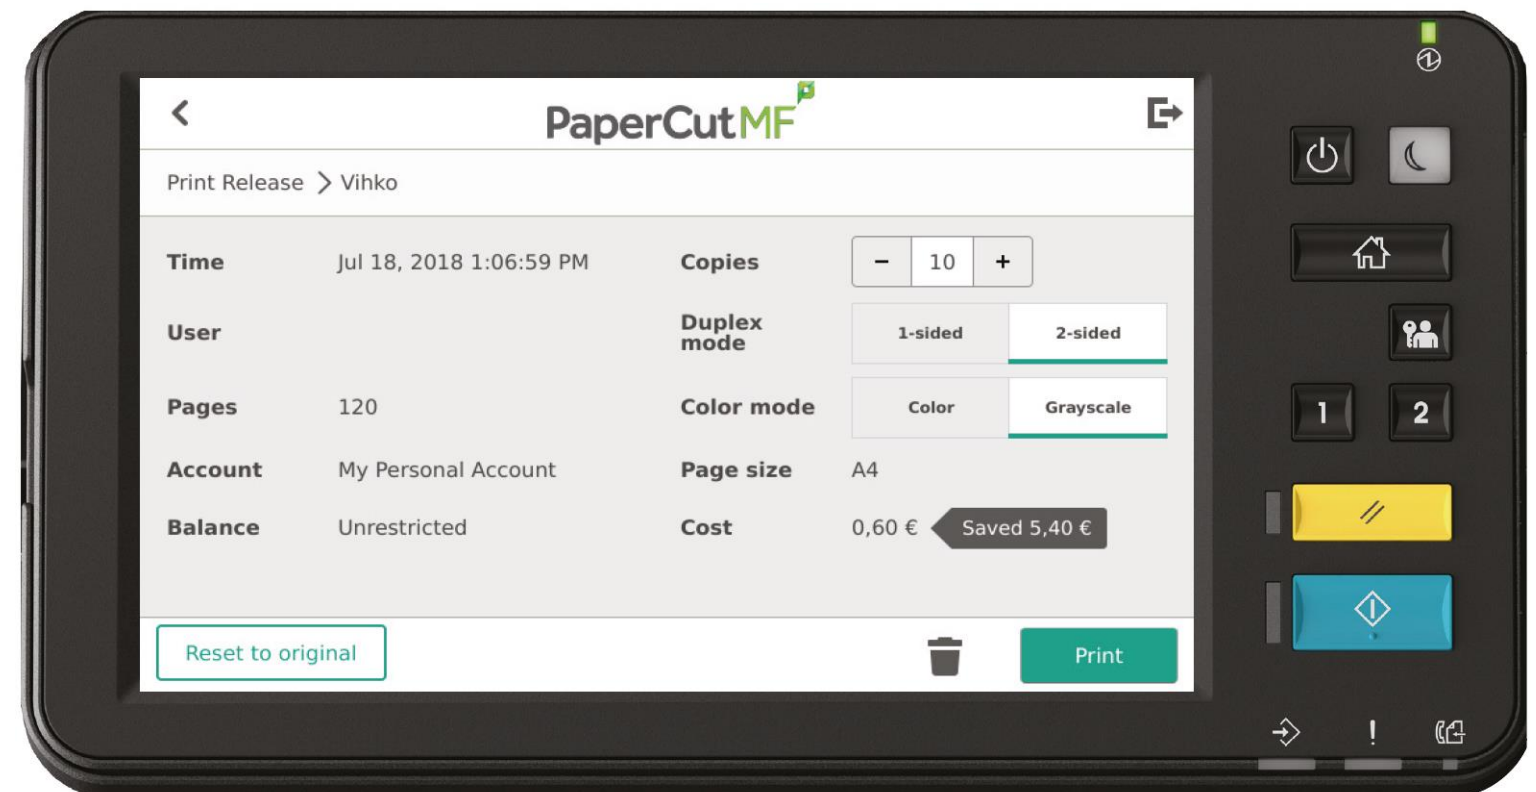 PaperCutMF
Print Release > Vihko
Time Jul 18, 2018 1:06:59 PM Copies − 10 +
User Duplex mode 1-sided 2-sided
Pages 120 Color mode Color Grayscale
Account My Personal Account Page size A4
Balance Unrestricted Cost 0,60 € Saved 5,40 €
Reset to original Print
1 2
!